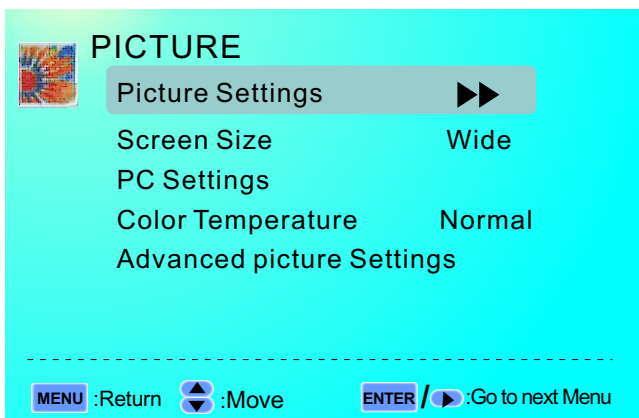 PICTURE
Picture Settings
Screen Size Wide
PC Settings
Color Temperature Normal
Advanced picture Settings
MENU :Return :Move ENTER / :Go to next Menu